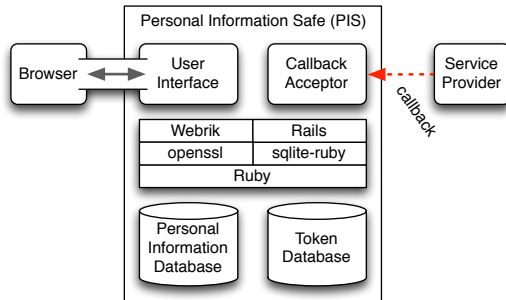 Personal Information Safe (PIS)
Browser
User
Interface
Callback
Acceptor
Service
Provider
callback
Webrik
Rails
openssl
sqlite-ruby
Ruby
Personal
Information
Database
Token
Database